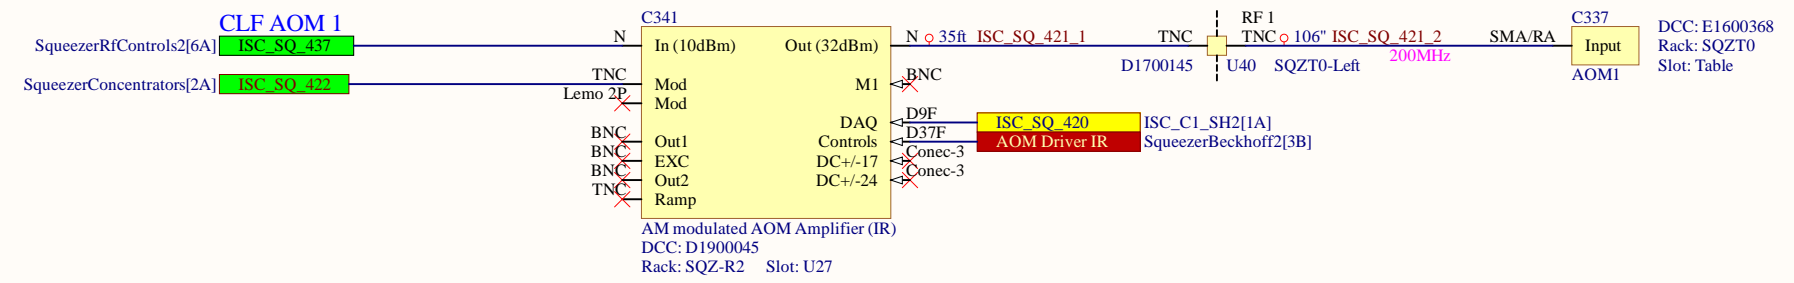 CLF AOM 1
SqueezerRfControls2[6A] ISC_SQ_437
SqueezerConcentrators[2A] ISC_SQ_422
C341
N In (10dBm) Out (32dBm) N 35ft ISC_SQ_421_1 TNC
TNC Mod M1 BNC
Lemo 2P Mod
DAQ D9F ISC_SQ_420 ISC_C1_SH2[1A]
BNC Out1 Controls D37F AOM Driver IR SqueezerBeckhoff2[3B]
BNC EXC DC+/-17 Conec-3
BNC Out2 DC+/-24 Conec-3
TNC Ramp
AM modulated AOM Amplifier (IR)
DCC: D1900045
Rack: SQZ-R2 Slot: U27
RF 1
TNC 106" ISC_SQ_421_2 SMA/RA
200MHz
D1700145 U40 SQZT0-Left
C337
Input
AOM1
DCC: E1600368
Rack: SQZT0
Slot: Table